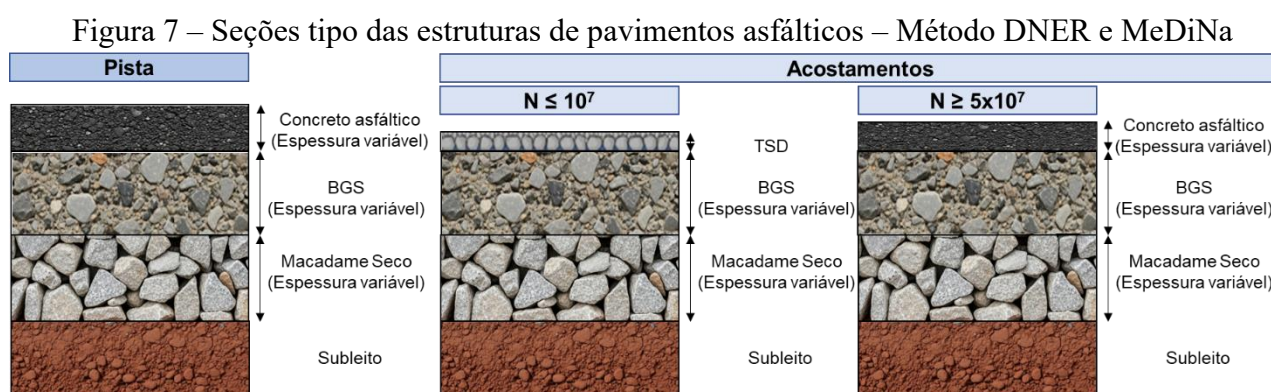 Figura 7 – Seções tipo das estruturas de pavimentos asfálticos – Método DNER e MeDiNa
Pista
Concreto asfáltico
(Espessura variável)
BGS
(Espessura variável)
Macadame Seco
(Espessura variável)
Subleito
Acostamentos
N ≤ 10⁷
TSD
BGS
(Espessura variável)
Macadame Seco
(Espessura variável)
Subleito
N ≥ 5x10⁷
Concreto asfáltico
(Espessura variável)
BGS
(Espessura variável)
Macadame Seco
(Espessura variável)
Subleito